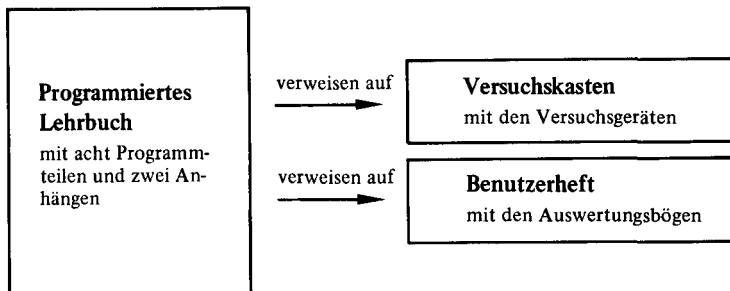 Programmiertes
Lehrbuch
mit acht Programm-
teilen und zwei An-
hängen
verweisen auf
Versuchskasten
mit den Versuchsgeräten
verweisen auf
Benutzerheft
mit den Auswertungsbögen